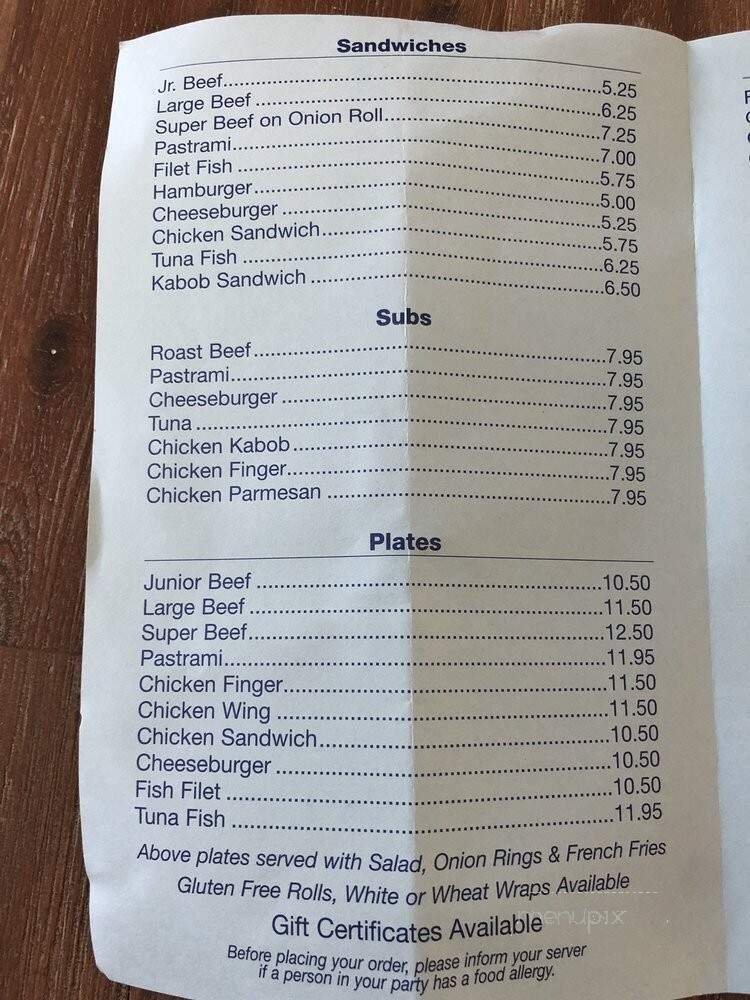 Sandwiches
Jr. Beef..................5.25
Large Beef ..................6.25
Super Beef on Onion Roll..................7.25
Pastrami..................7.00
Filet Fish ..................5.75
Hamburger..................5.00
Cheeseburger ..................5.25
Chicken Sandwich..................5.75
Tuna Fish ..................6.25
Kabob Sandwich ..................6.50
Subs
Roast Beef..................7.95
Pastrami..................7.95
Cheeseburger ..................7.95
Tuna ..................7.95
Chicken Kabob ..................7.95
Chicken Finger..................7.95
Chicken Parmesan ..................7.95
Plates
Junior Beef ..................10.50
Large Beef ..................11.50
Super Beef..................12.50
Pastrami..................11.95
Chicken Finger..................11.50
Chicken Wing ..................11.50
Chicken Sandwich..................10.50
Cheeseburger ..................10.50
Fish Filet ..................10.50
Tuna Fish ..................11.95
Above plates served with Salad, Onion Rings & French Fries
Gluten Free Rolls, White or Wheat Wraps Available
Gift Certificates Available
menupix
Before placing your order, please inform your server
if a person in your party has a food allergy.